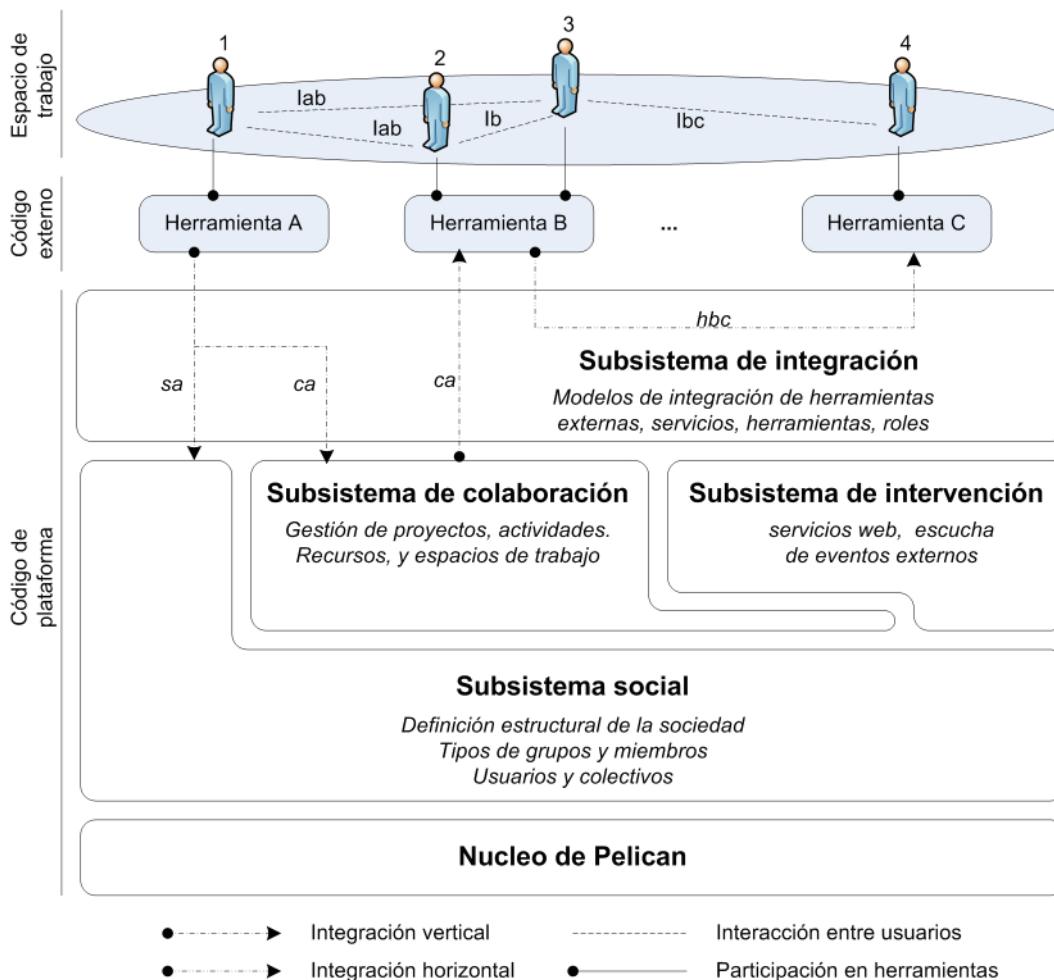 Espacio de
trabajo
1
2
3
4
Iab
Iab
Ib
Ibc
Código
externo
Herramienta A
Herramienta B
...
Herramienta C
hbc
Subsistema de integración
Modelos de integración de herramientas
externas, servicios, herramientas, roles
sa
ca
ca
Código de
plataforma
Subsistema de colaboración
Gestión de proyectos, actividades.
Recursos, y espacios de trabajo
Subsistema de intervención
servicios web, escucha
de eventos externos
Subsistema social
Definición estructural de la sociedad
Tipos de grupos y miembros
Usuarios y colectivos
Nucleo de Pelican
Integración vertical
Interacción entre usuarios
Integración horizontal
Participación en herramientas